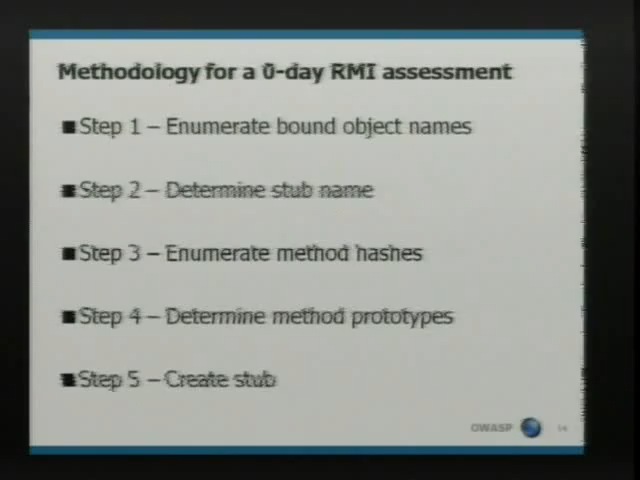 Methodology for a 0-day RMI assessment
■Step 1 – Enumerate bound object names
■Step 2 – Determine stub name
■Step 3 – Enumerate method hashes
■Step 4 – Determine method prototypes
■Step 5 – Create stub
OWASP